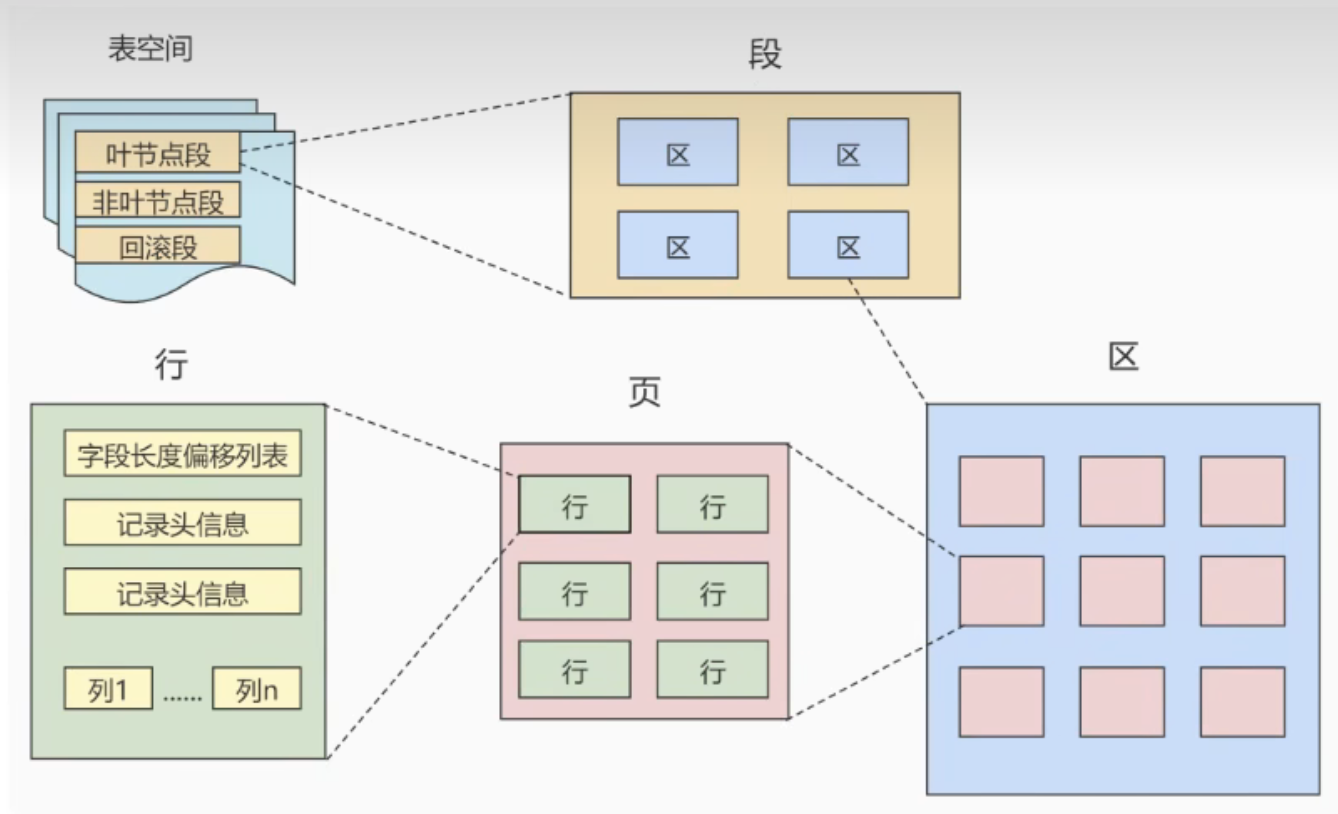 表空间
叶节点段
非叶节点段
回滚段
段
区
区
区
区
行
字段长度偏移列表
记录头信息
记录头信息
列1 ...... 列n
页
行
行
行
行
行
行
区